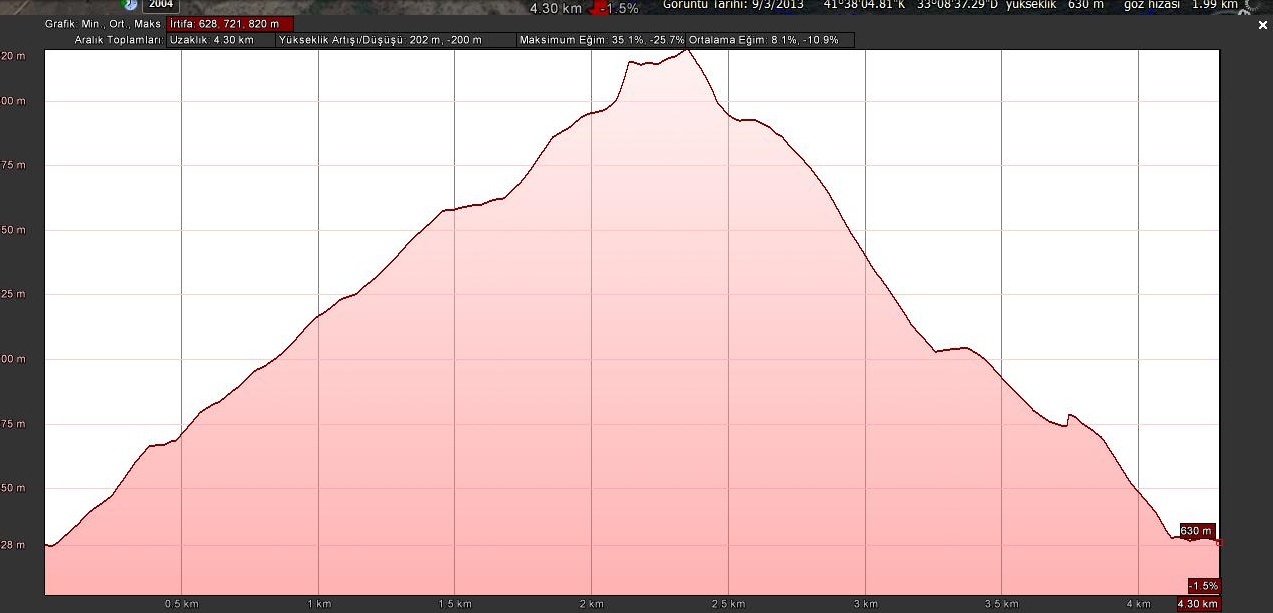 2004
4.30 km -1.5% Görüntü Tarihi: 9/3/2013 41°38'04.81"K 33°08'37.29"D yükseklik 630 m göz hizası 1.99 km
Grafik: Min., Ort., Maks. İrtifa: 628, 721, 820 m
Aralık Toplamları: Uzaklık: 4.30 km Yükseklik Artışı/Düşüşü: 202 m, -200 m Maksimum Eğim: 35.1%, -25.7% Ortalama Eğim: 8.1%, -10.9%
20 m
00 m
75 m
50 m
25 m
00 m
75 m
50 m
630 m
28 m
-1.5%
0.5 km 1 km 1.5 km 2 km 2.5 km 3 km 3.5 km 4 km 4.30 km